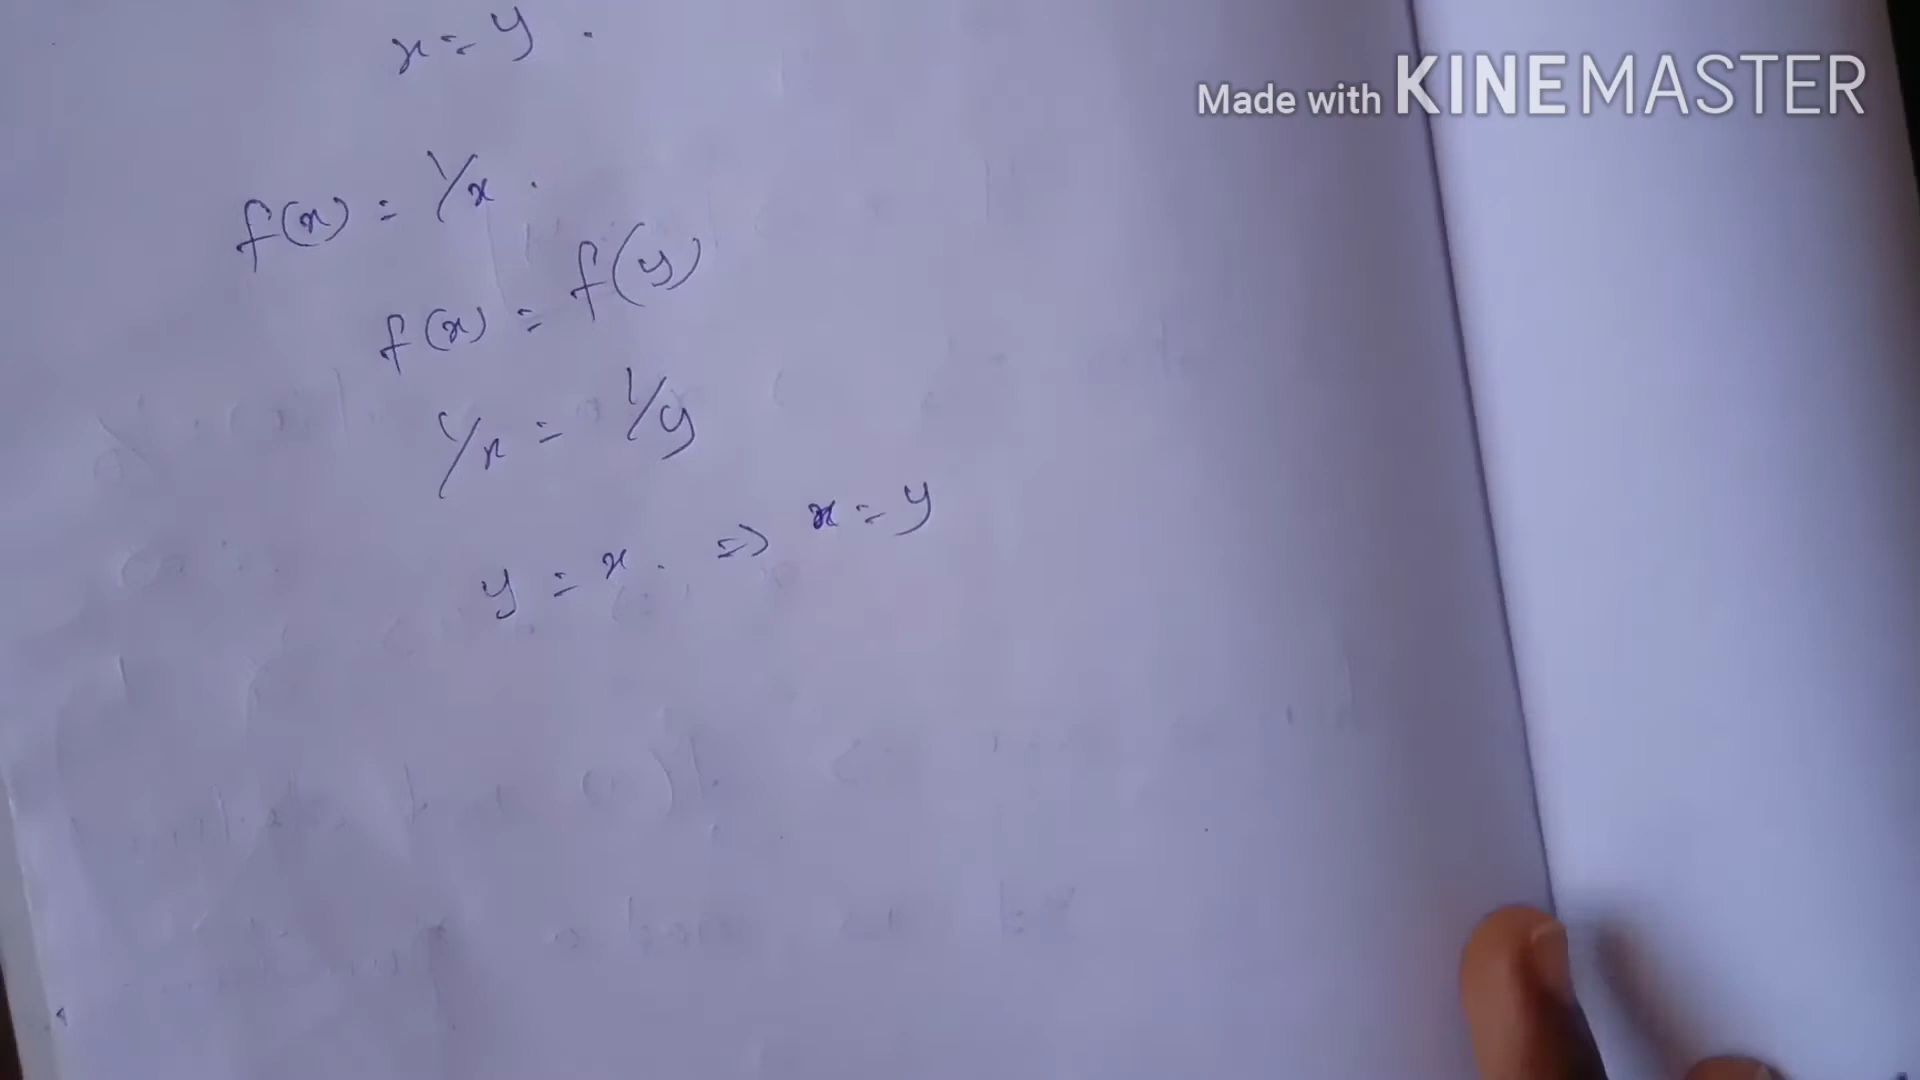 x = y .
Made with KINEMASTER
f(x) = 1/x .
f(x) = f(y)
1/x = 1/y
y = x . => x = y